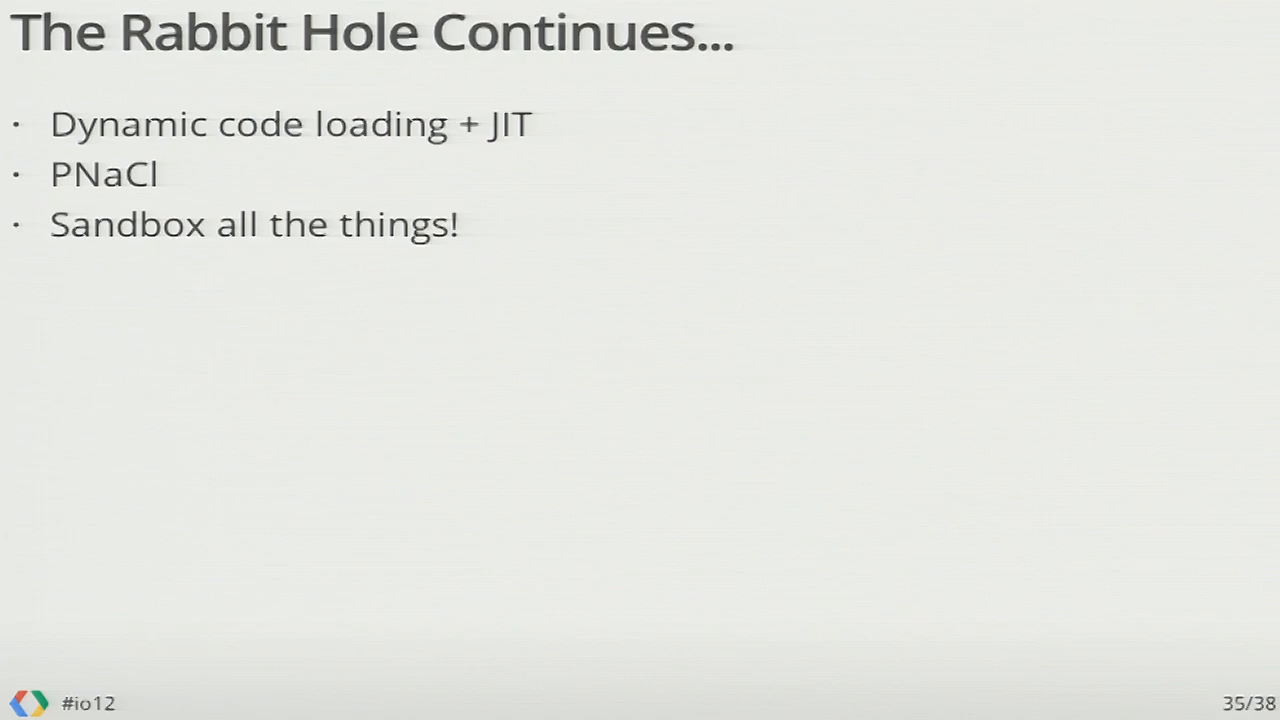 The Rabbit Hole Continues...
· Dynamic code loading + JIT
· PNaCl
· Sandbox all the things!
#io12
35/38